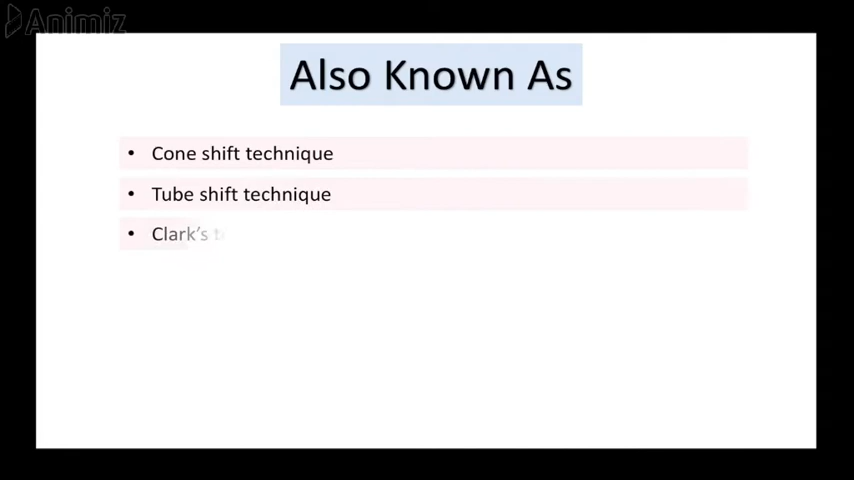 Animiz
Also Known As
• Cone shift technique
• Tube shift technique
• Clark's